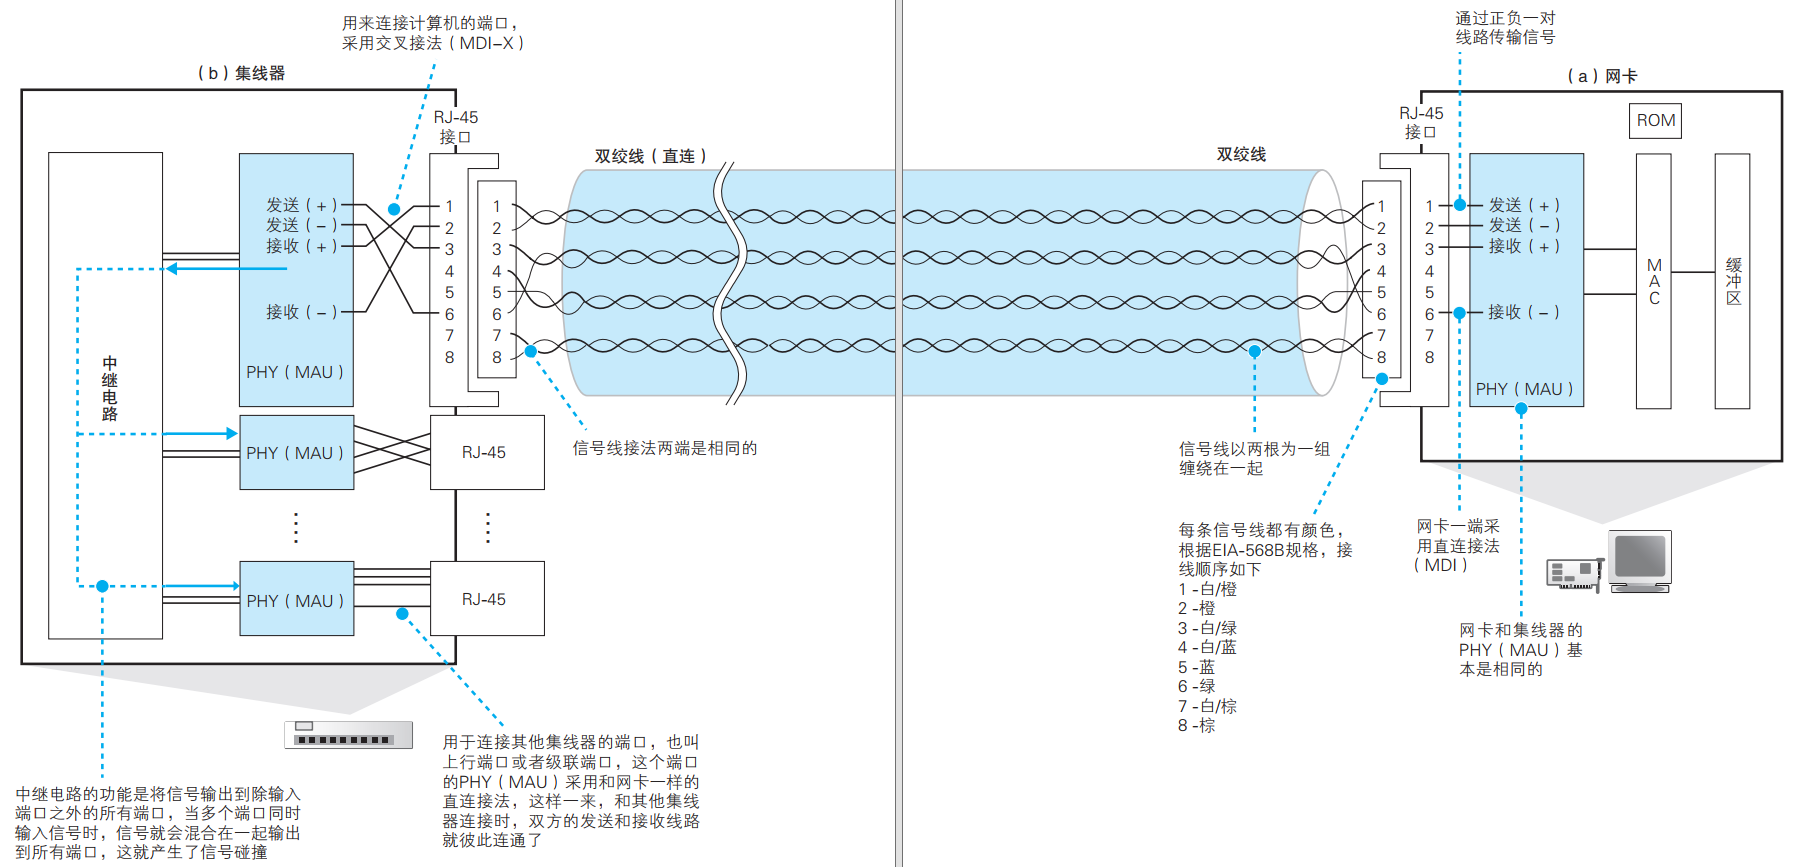 用来连接计算机的端口，
采用交叉接法（MDI–X）
（b）集线器
RJ-45
接口
双绞线（直连）
发送（+）
发送（–）
接收（+）
接收（–）
PHY（MAU）
中继电路
1
2
3
4
5
6
7
8
1
2
3
4
5
6
7
8
PHY（MAU）
RJ-45
PHY（MAU）
RJ-45
信号线接法两端是相同的
中继电路的功能是将信号输出到除输入
端口之外的所有端口，当多个端口同时
输入信号时，信号就会混合在一起输出
到所有端口，这就产生了信号碰撞
用于连接其他集线器的端口，也叫
上行端口或者级联端口，这个端口
的PHY（MAU）采用和网卡一样的
直连接法，这样一来，和其他集线
器连接时，双方的发送和接收线路
就彼此连通了
通过正负一对
线路传输信号
（a）网卡
RJ-45
接口
ROM
双绞线
1
2
3
4
5
6
7
8
1
2
3
4
5
6
7
8
发送（+）
发送（–）
接收（+）
接收（–）
PHY（MAU）
MAC
缓冲区
信号线以两根为一组
缠绕在一起
每条信号线都有颜色，
根据EIA-568B规格，接
线顺序如下
1 -白/橙
2 -橙
3 -白/绿
4 -白/蓝
5 -蓝
6 -绿
7 -白/棕
8 -棕
网卡一端采
用直连接法
（MDI）
网卡和集线器的
PHY（MAU）基
本是相同的